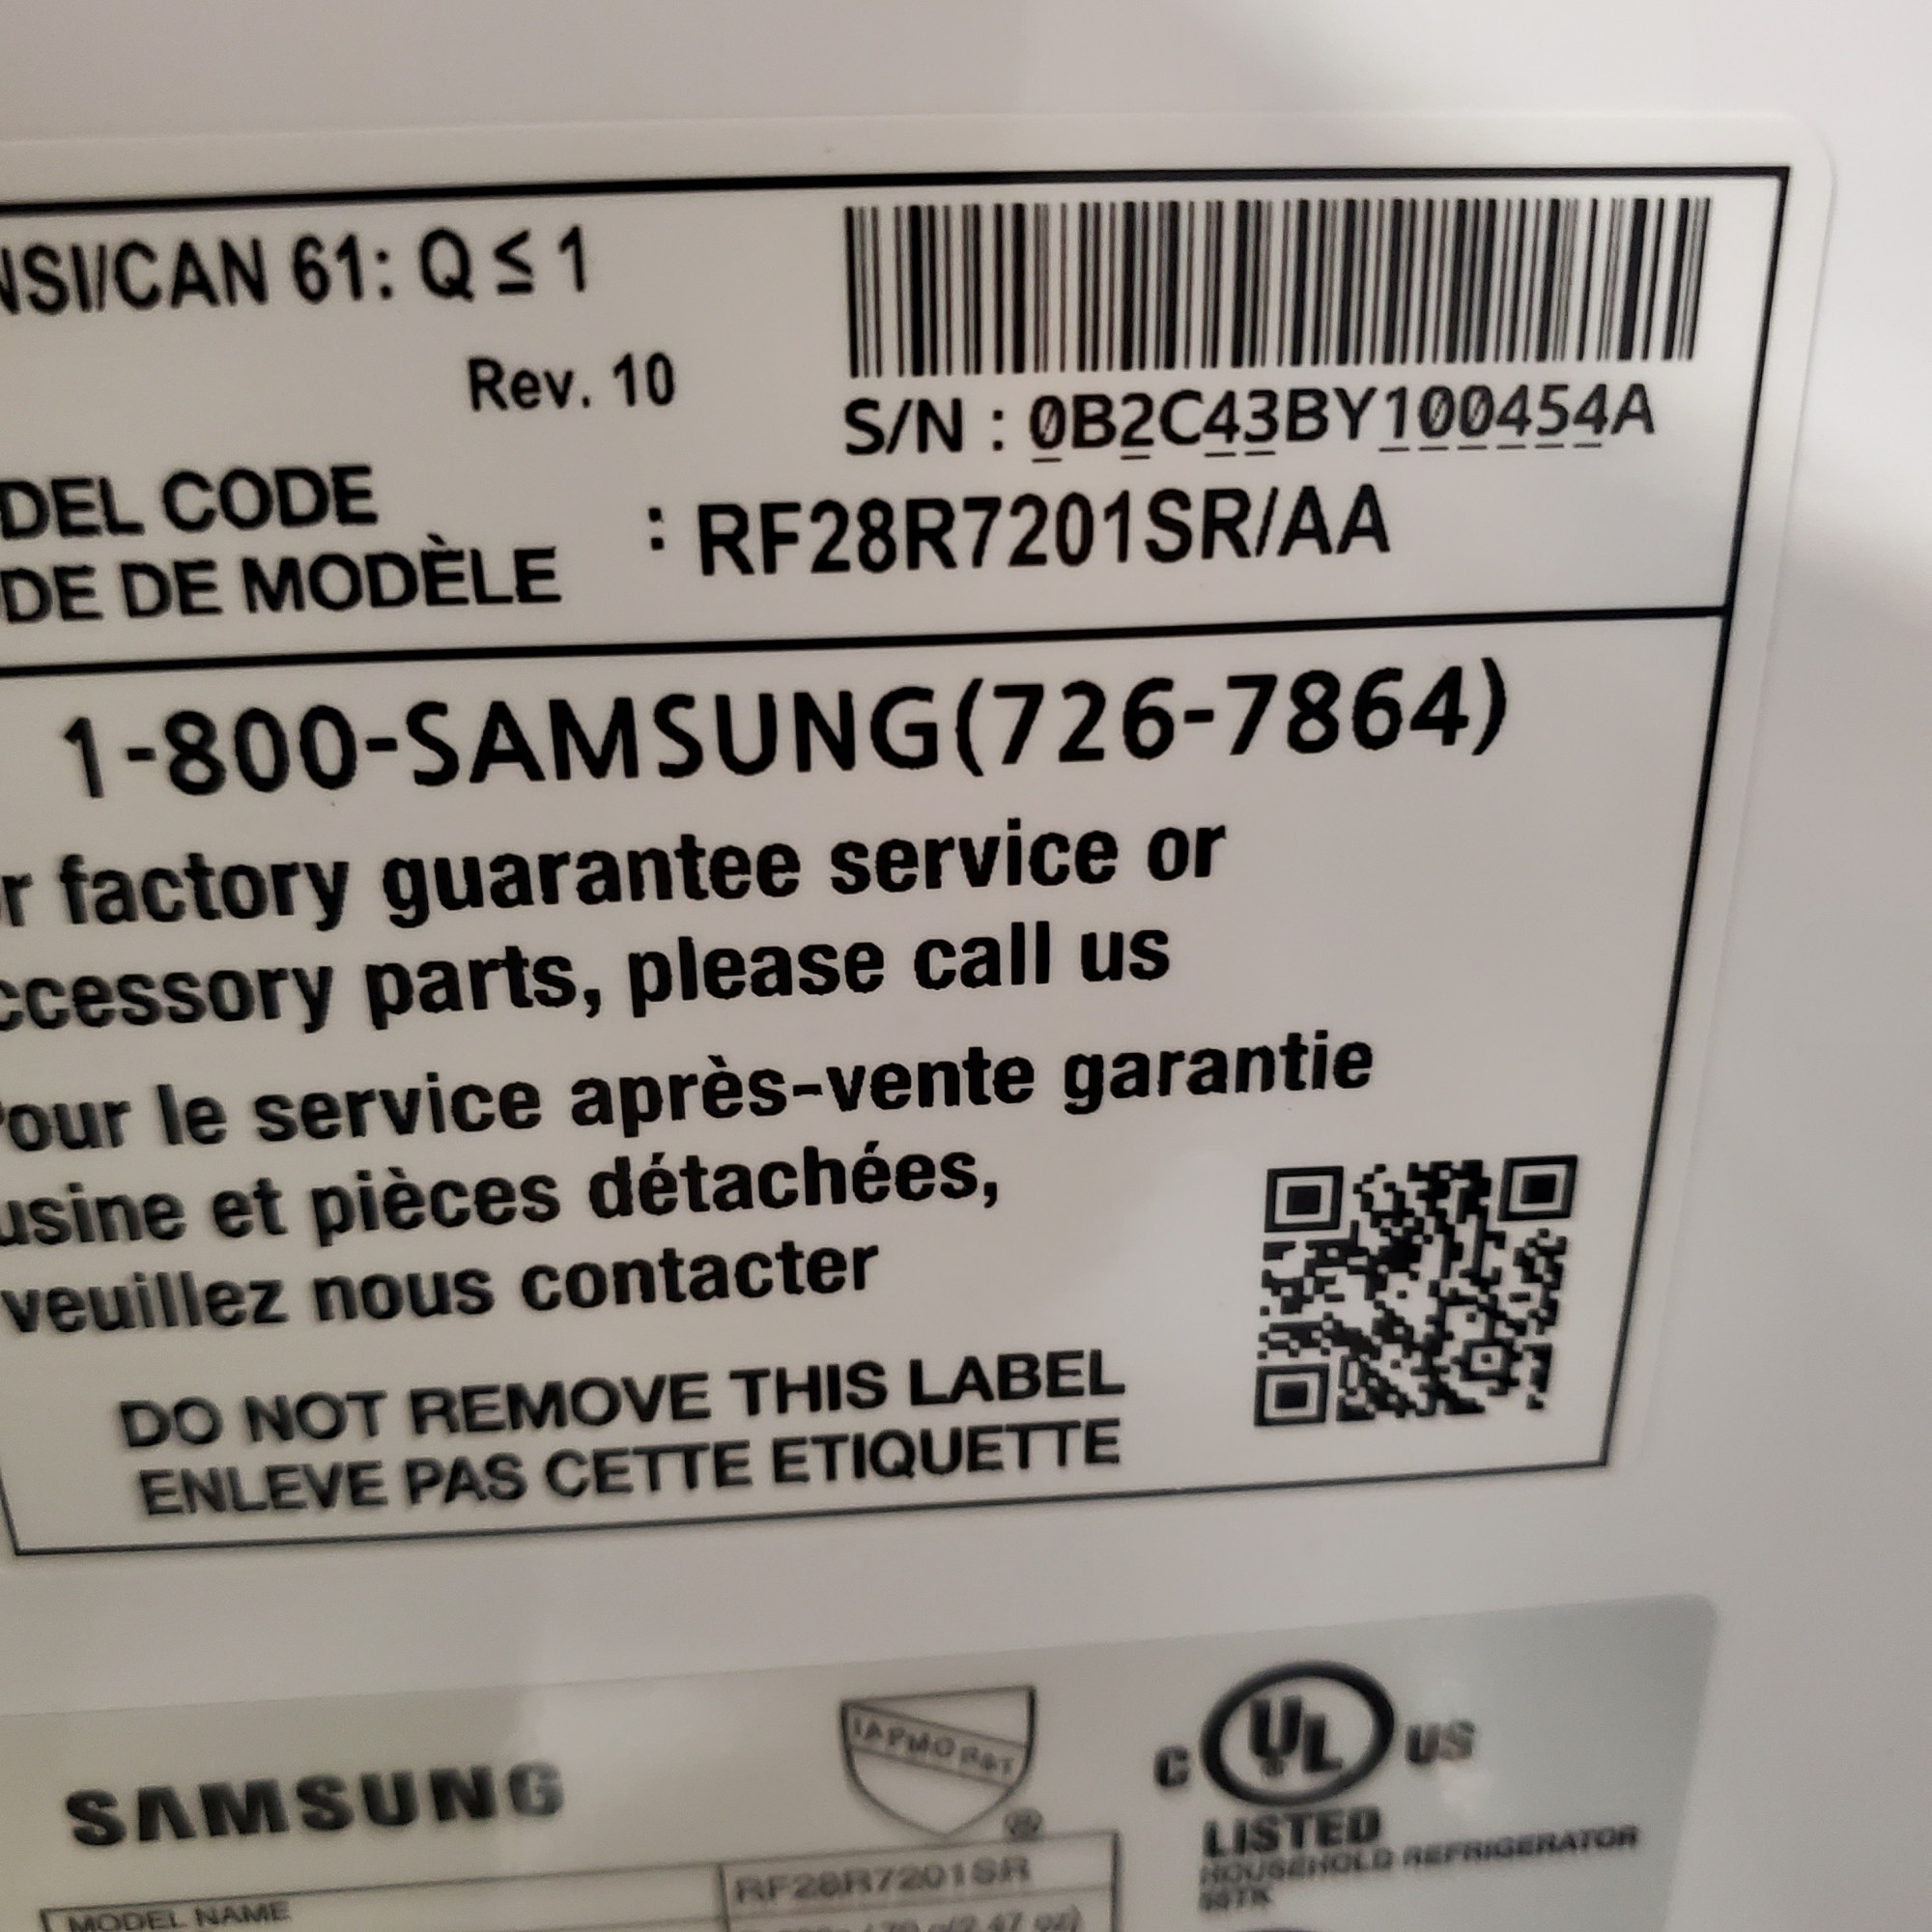 NSI/CAN 61: Q ≤ 1
Rev. 10
S/N : 0B2C43BY100454A
DEL CODE
DE DE MODÈLE
: RF28R7201SR/AA
1-800-SAMSUNG(726-7864)
r factory guarantee service or
ccessory parts, please call us
Pour le service après-vente garantie
usine et pièces détachées,
veuillez nous contacter
DO NOT REMOVE THIS LABEL
ENLEVE PAS CETTE ETIQUETTE
SAMSUNG
IAPMO R&T
®
C UL US
LISTED
HOUSEHOLD REFRIGERATOR
MODEL NAME
RF28R7201SR